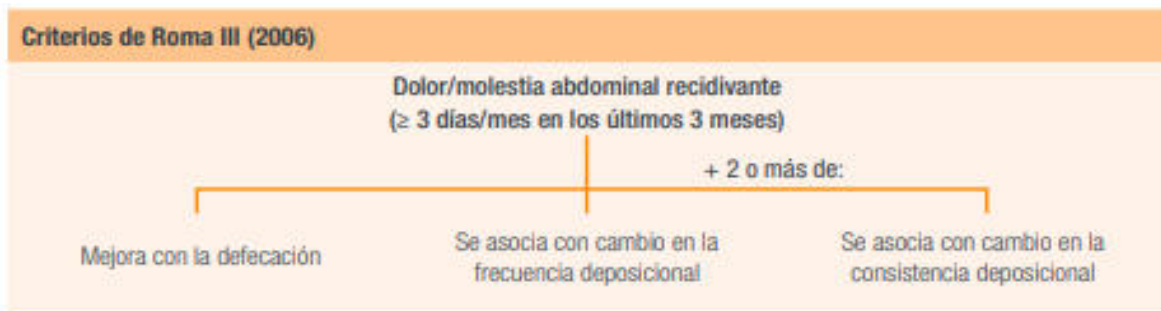 Criterios de Roma III (2006)
Dolor/molestia abdominal recidivante
(≥ 3 días/mes en los últimos 3 meses)
+ 2 o más de:
Mejora con la defecación
Se asocia con cambio en la
frecuencia deposicional
Se asocia con cambio en la
consistencia deposicional